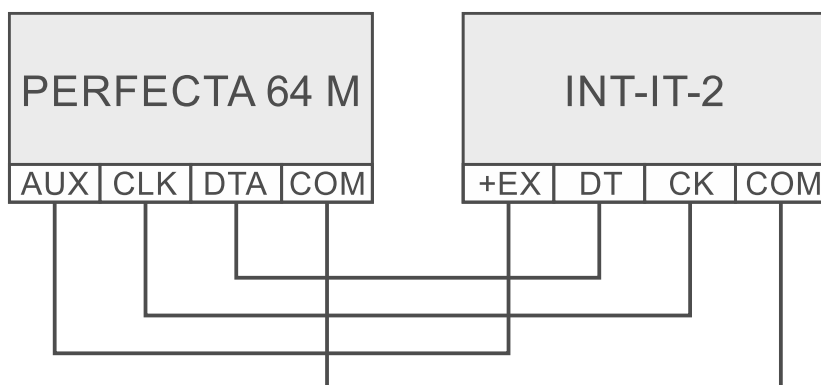 PERFECTA 64 M
INT-IT-2
AUX CLK DTA COM
+EX DT CK COM